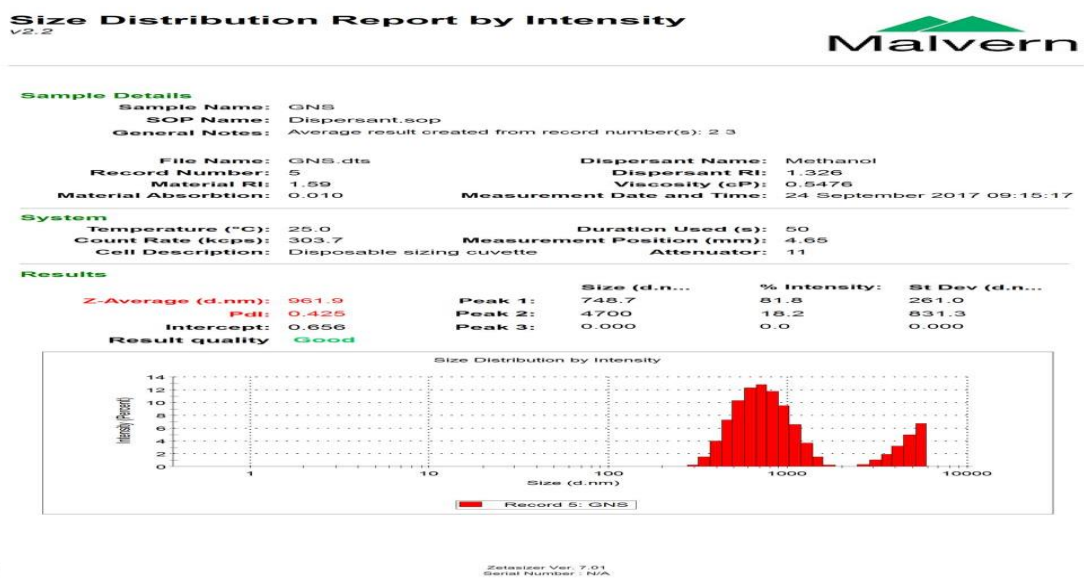 Size Distribution Report by Intensity
v2.2
Malvern
Sample Details
Sample Name: GNS
SOP Name: Dispersant.sop
General Notes: Average result created from record number(s): 2 3
File Name: GNS.dts Dispersant Name: Methanol
Record Number: 5 Dispersant RI: 1.326
Material RI: 1.59 Viscosity (cP): 0.5476
Material Absorbtion: 0.010 Measurement Date and Time: 24 September 2017 09:15:17
System
Temperature (°C): 25.0 Duration Used (s): 50
Count Rate (kcps): 303.7 Measurement Position (mm): 4.65
Cell Description: Disposable sizing cuvette Attenuator: 11
Results
Size (d.n... % Intensity: St Dev (d.n...
Z-Average (d.nm): 961.9 Peak 1: 748.7 81.8 261.0
PdI: 0.425 Peak 2: 4700 18.2 831.3
Intercept: 0.656 Peak 3: 0.000 0.0 0.000
Result quality Good
Size Distribution by Intensity
14
12
10
8
6
4
2
0
Intensity (Percent)
1 10 100 1000 10000
Size (d.nm)
Record 5: GNS
Zetasizer Ver. 7.01
Serial Number : N/A